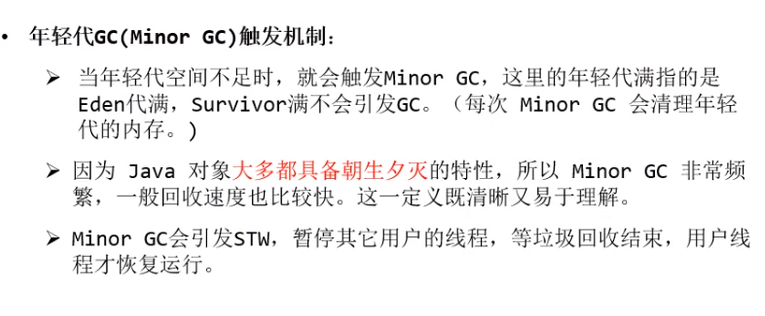 • 年轻代GC(Minor GC)触发机制：
➢ 当年轻代空间不足时，就会触发Minor GC，这里的年轻代满指的是
Eden代满，Survivor满不会引发GC。（每次 Minor GC 会清理年轻
代的内存。)
➢ 因为 Java 对象大多都具备朝生夕灭的特性，所以 Minor GC 非常频
繁，一般回收速度也比较快。这一定义既清晰又易于理解。
➢ Minor GC会引发STW，暂停其它用户的线程，等垃圾回收结束，用户线
程才恢复运行。